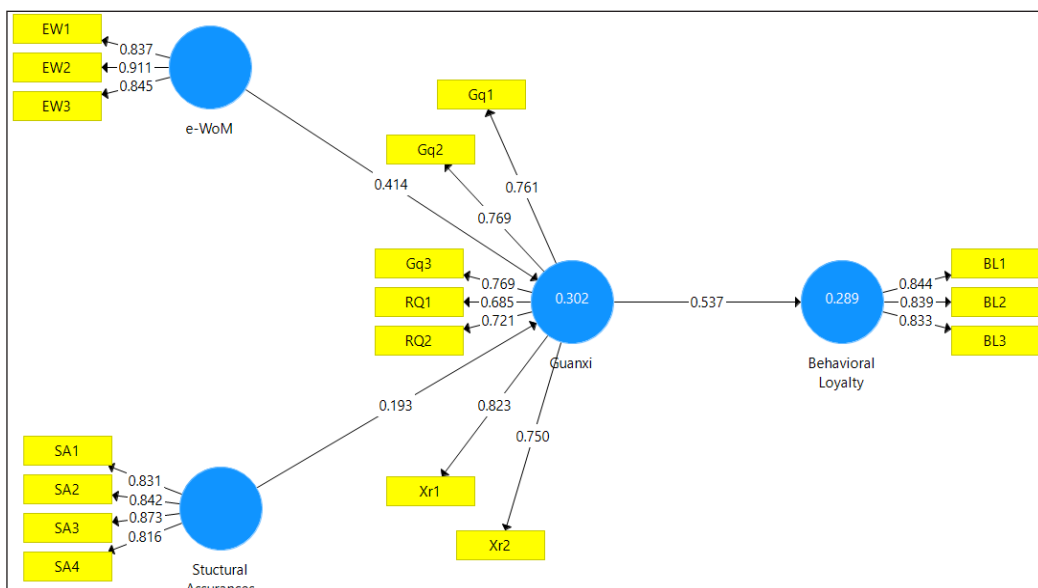 EW1
0.837
EW2
0.911
EW3
0.845
e-WoM
Gq1
Gq2
0.414
0.761
0.769
Gq3
0.769
RQ1
0.685
RQ2
0.721
0.302
Guanxi
0.537
0.289
Behavioral
Loyalty
0.844
BL1
0.839
BL2
0.833
BL3
0.193
0.823
0.750
Xr1
Xr2
SA1
0.831
SA2
0.842
SA3
0.873
SA4
0.816
Stuctural
Assurances